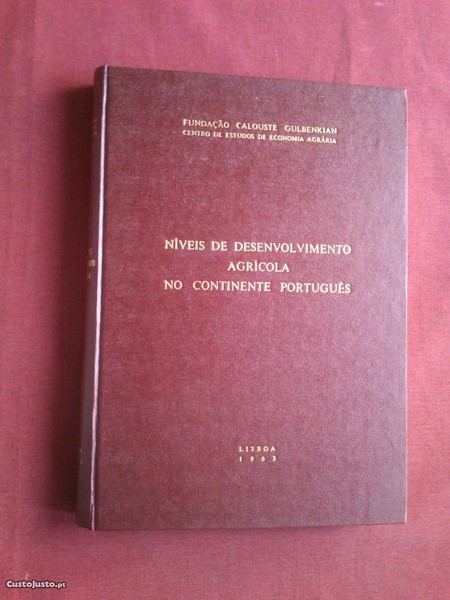 FUNDAÇÃO CALOUSTE GULBENKIAN
CENTRO DE ESTUDOS DE ECONOMIA AGRÁRIA
NÍVEIS DE DESENVOLVIMENTO
AGRÍCOLA
NO CONTINENTE PORTUGUÊS
LISBOA
1963
CustoJusto.pt